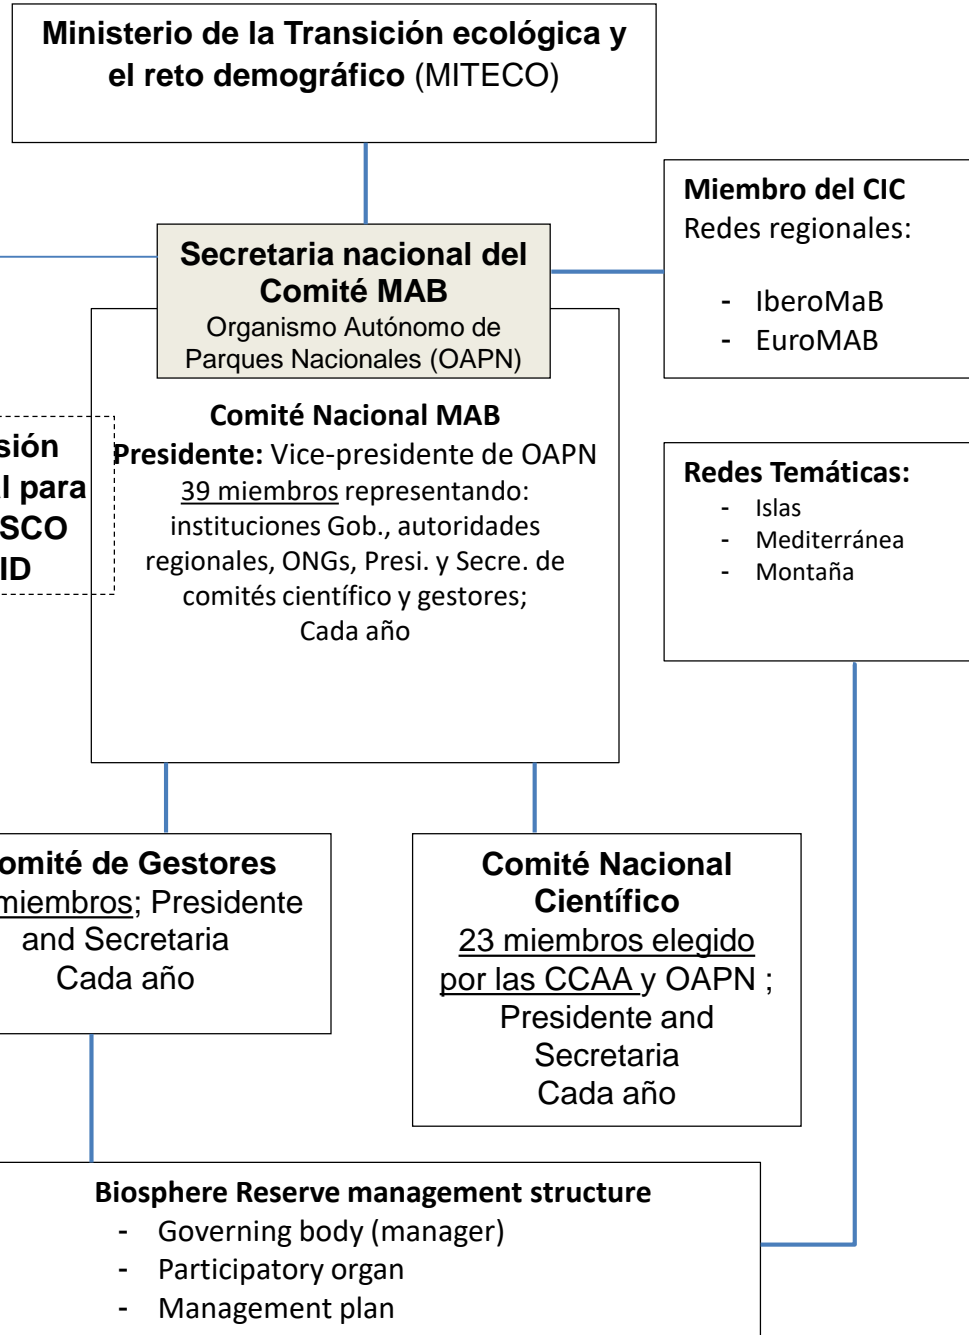 Ministerio de la Transición ecológica y
el reto demográfico (MITECO)
Miembro del CIC
Redes regionales:
- IberoMaB
- EuroMAB
Secretaria nacional del
Comité MAB
Organismo Autónomo de
Parques Nacionales (OAPN)
Comité Nacional MAB
Presidente: Vice-presidente de OAPN
39 miembros representando:
instituciones Gob., autoridades
regionales, ONGs, Presi. y Secre. de
comités científico y gestores;
Cada año
sión
para
SCO
ID
Redes Temáticas:
- Islas
- Mediterránea
- Montaña
omité de Gestores
miembros; Presidente
and Secretaria
Cada año
Comité Nacional
Científico
23 miembros elegido
por las CCAA y OAPN ;
Presidente and
Secretaria
Cada año
Biosphere Reserve management structure
- Governing body (manager)
- Participatory organ
- Management plan